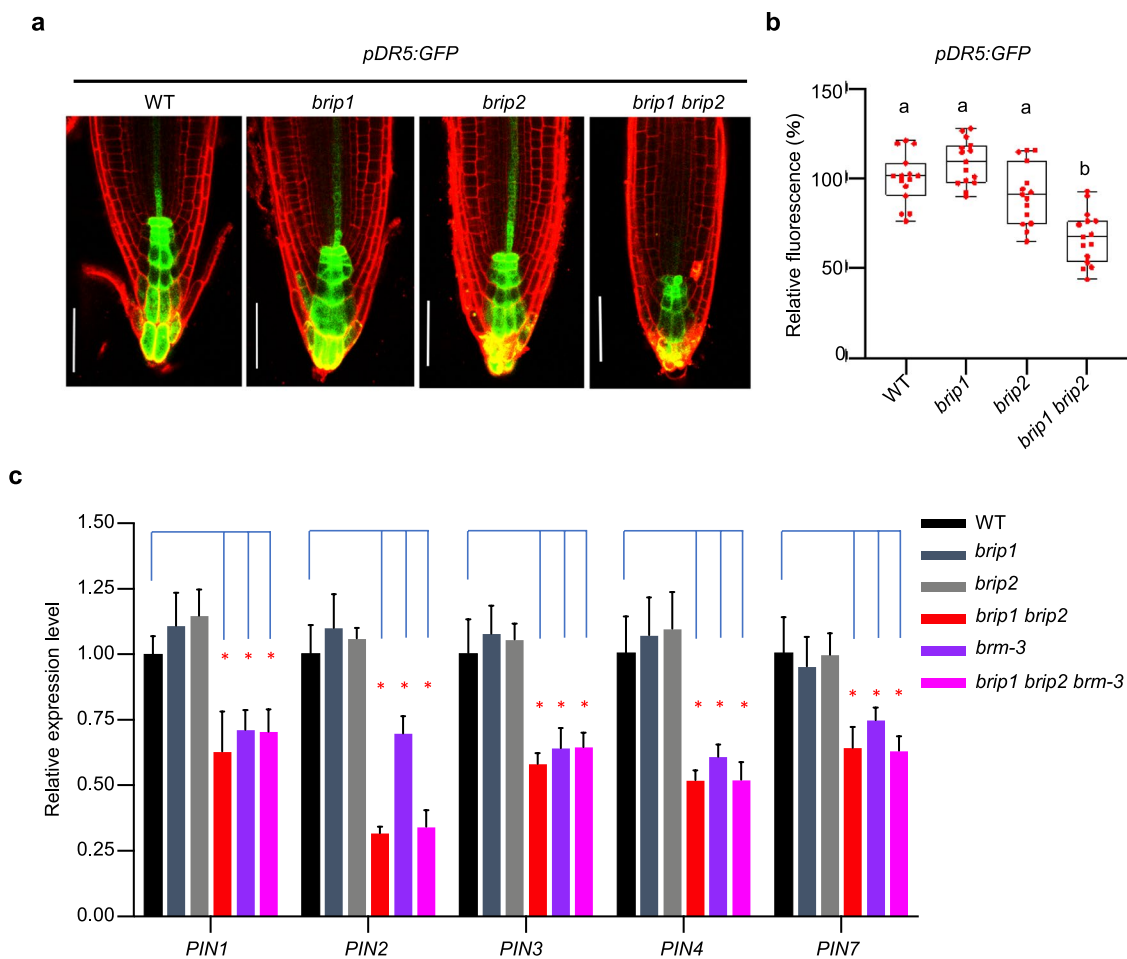 a
pDR5:GFP
WT brip1 brip2 brip1 brip2
b
pDR5:GFP
Relative fluorescence (%)
150
100
50
0
a a a b
WT brip1 brip2 brip1 brip2
c
Relative expression level
1.50
1.25
1.00
0.75
0.50
0.25
0.00
* * *
* * *
* * *
* * *
* * *
PIN1 PIN2 PIN3 PIN4 PIN7
WT
brip1
brip2
brip1 brip2
brm-3
brip1 brip2 brm-3